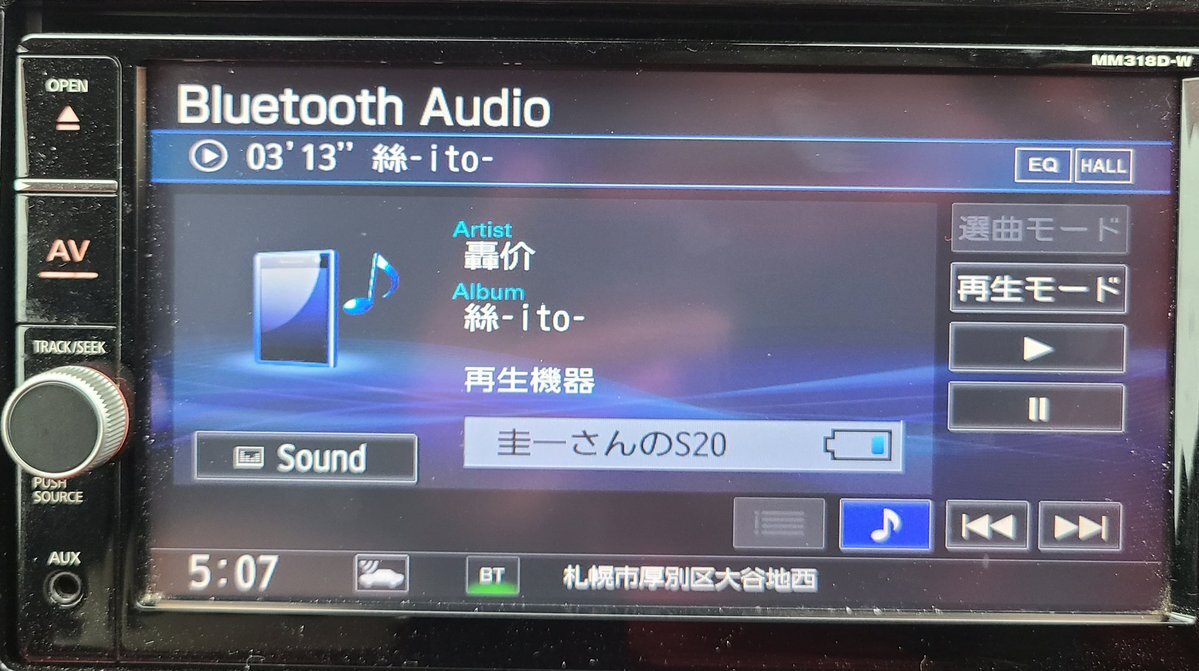 MM318D-W
OPEN
Bluetooth Audio
03'13" 絲-ito-
EQ HALL
AV
Artist
轟价
選曲モード
Album
絲-ito-
再生モード
TRACK/SEEK
再生機器
圭一さんのS20
Sound
PUSH
SOURCE
AUX
5:07
BT
札幌市厚別区大谷地西